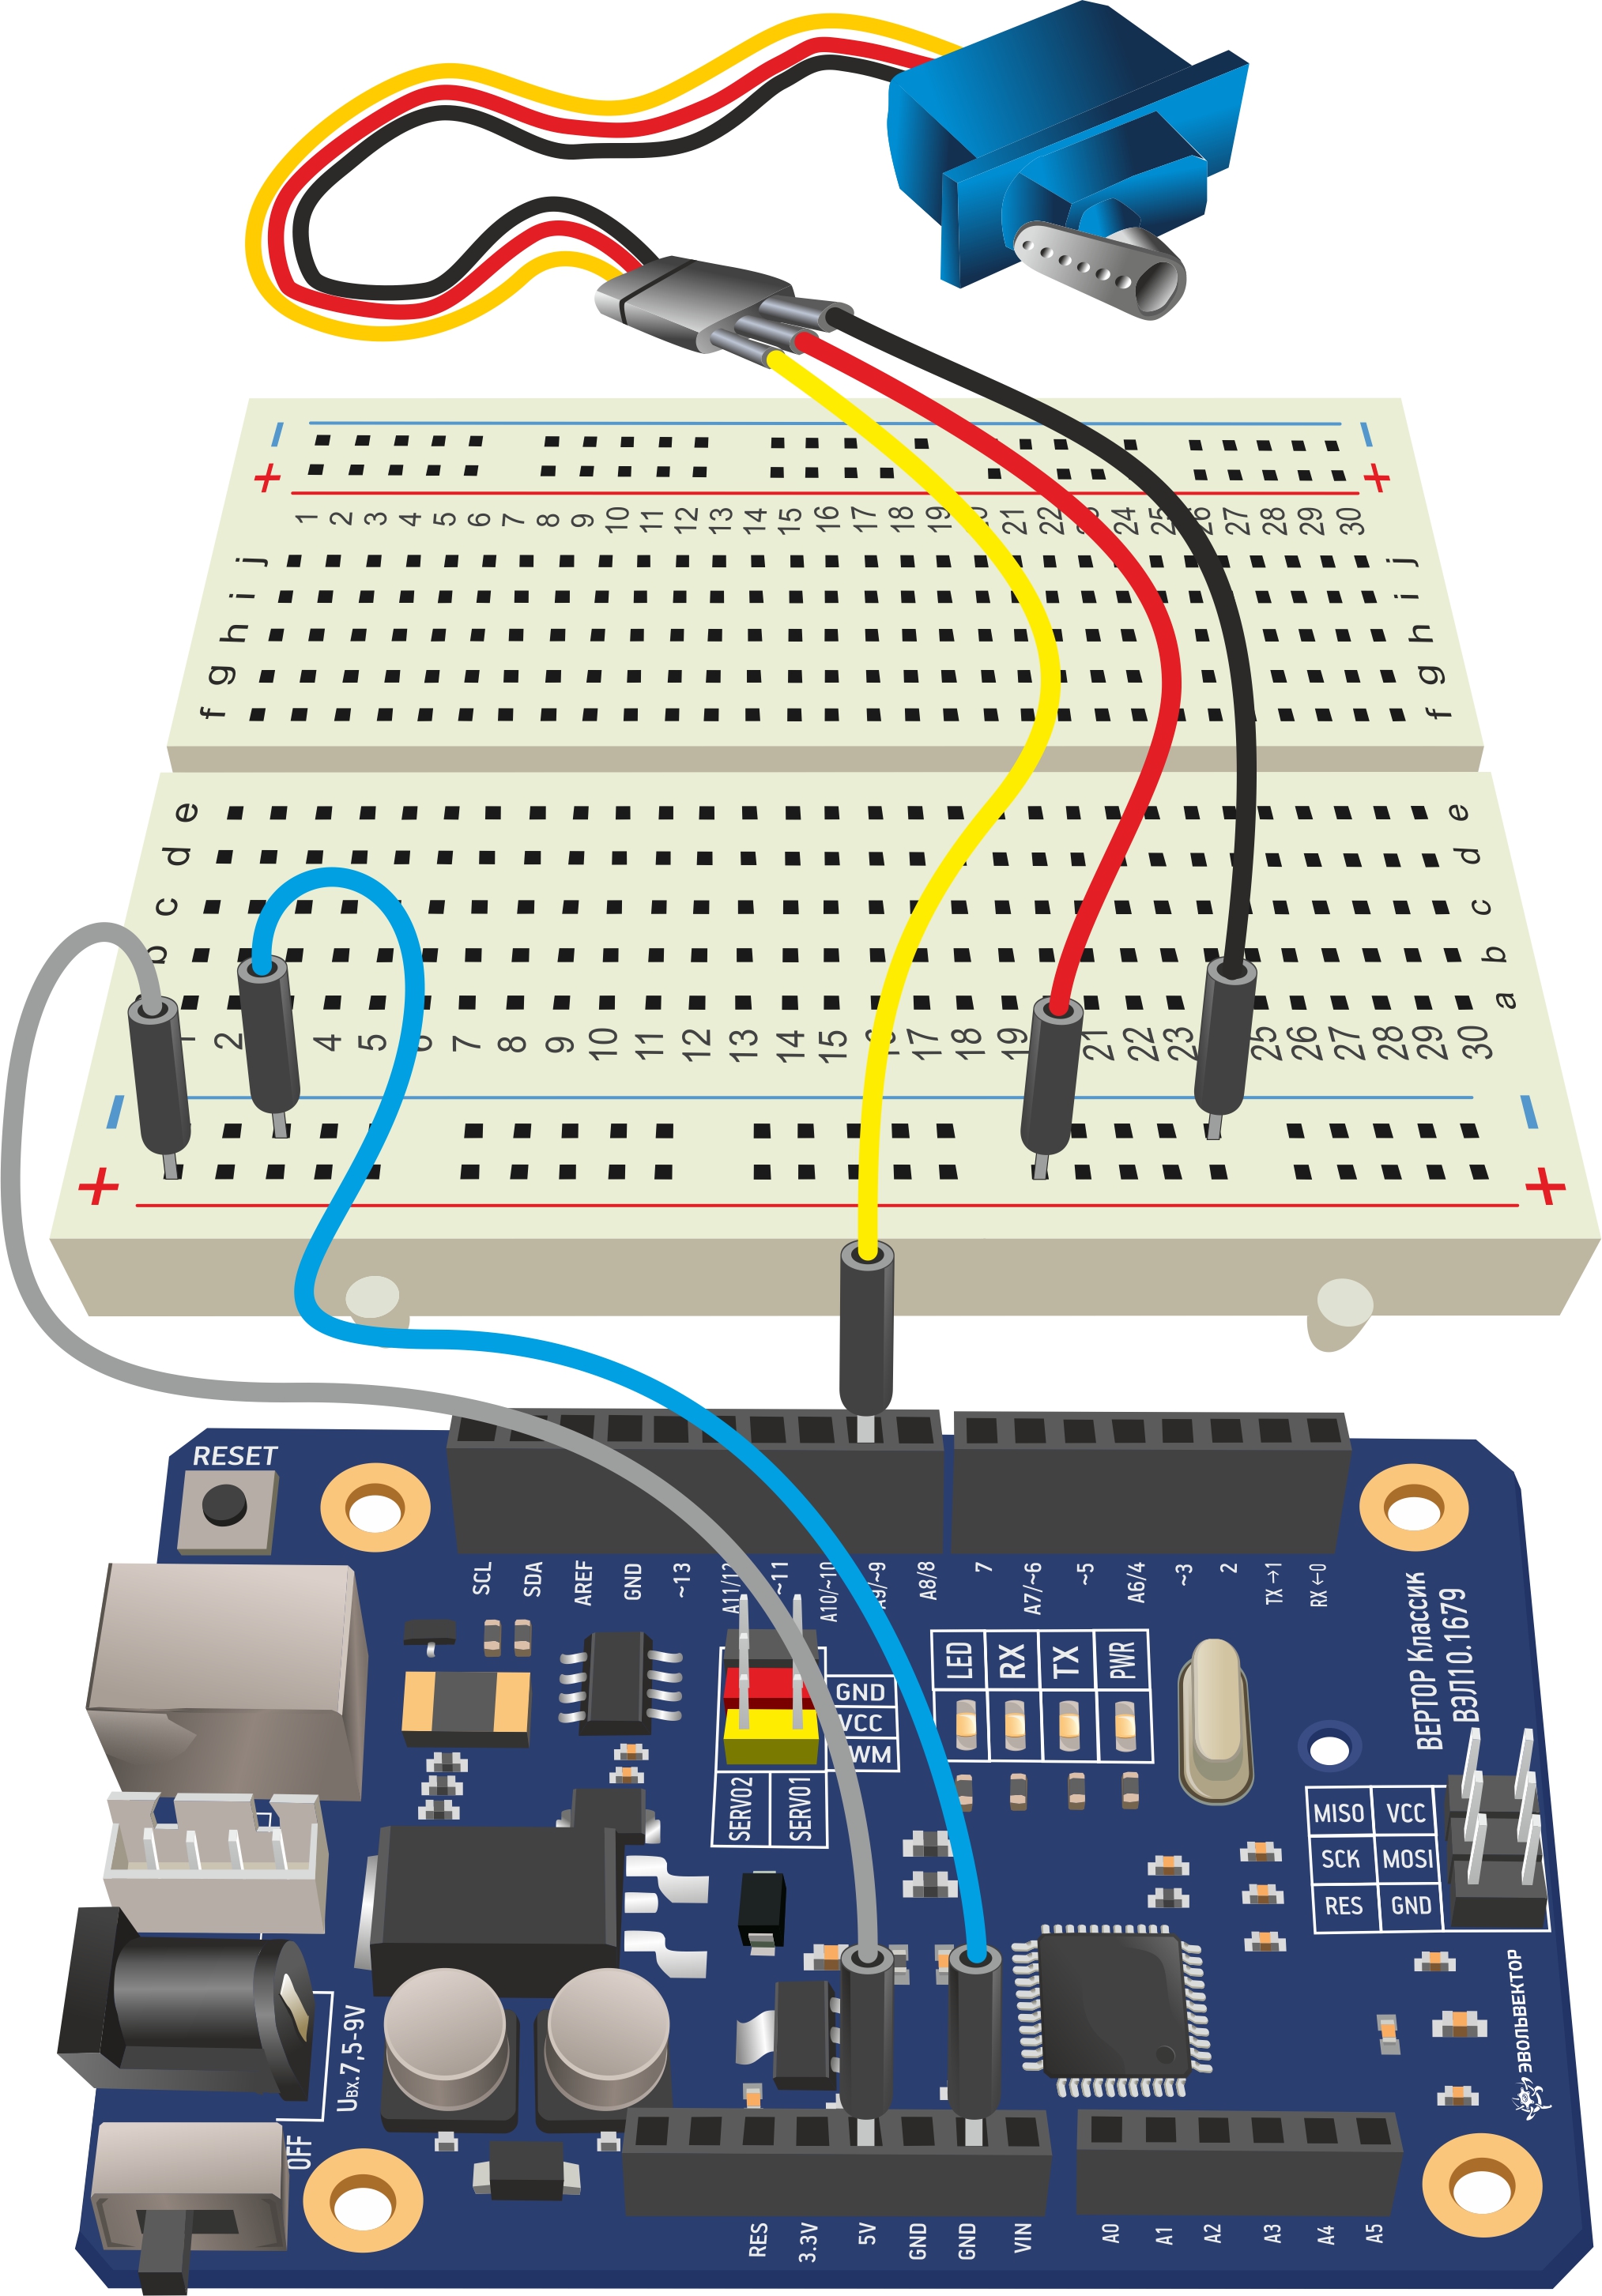 − −
+ +
1 2 3 4 5 6 7 8 9 10 11 12 13 14 15 16 17 18 19 20 21 22 23 24 25 26 27 28 29 30
j j
i i
h h
g g
f f
e e
d d
c c
b b
a
1 2 4 5 6 7 8 9 10 11 12 13 14 15 16 17 18 19 21 22 23 25 26 27 28 29 30
− −
+ +
RESET
SCL SDA AREF GND ~13 A11/12 ~11 A10/~10 A9/~9 A8/8 7 A7/~6 ~5 A6/4 ~3 2 TX→1 RX←0
ВЕРТОР Классик
ВЭЛ10.1679
LED RX TX PWR
GND
VCC
PWM
SERVO2 SERVO1
MISO VCC
SCK MOSI
RES GND
Uвх.7,5-9V
OFF
ЭВОЛЬВЕКТОР
RES 3.3V 5V GND GND VIN A0 A1 A2 A3 A4 A5